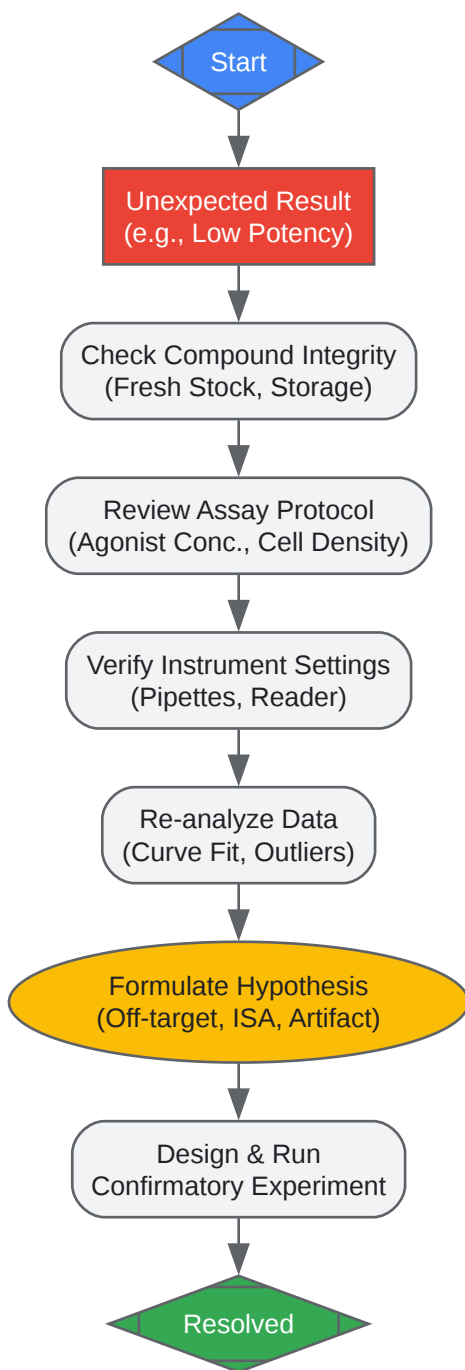 Start
Unexpected Result
(e.g., Low Potency)
Check Compound Integrity
(Fresh Stock, Storage)
Review Assay Protocol
(Agonist Conc., Cell Density)
Verify Instrument Settings
(Pipettes, Reader)
Re-analyze Data
(Curve Fit, Outliers)
Formulate Hypothesis
(Off-target, ISA, Artifact)
Design & Run
Confirmatory Experiment
Resolved